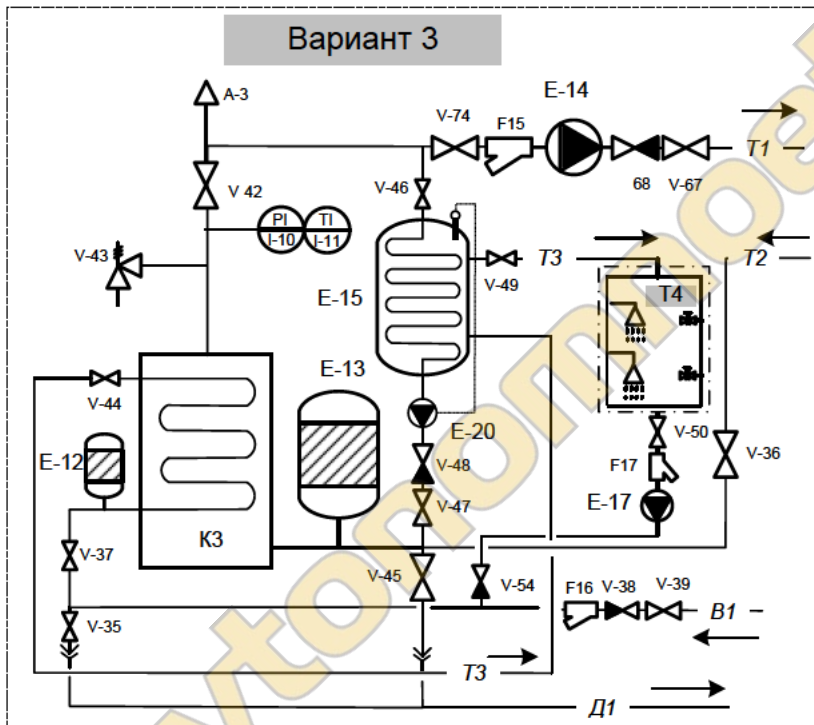 Вариант 3
A-3
E-14
V-74
F15
T1
V 42
V-46
68
V-67
PI
TI
I-10
I-11
V-43
T3
T2
V-49
E-15
T4
E-13
V-44
E-20
V-50
V-36
E-12
V-48
F17
V-47
E-17
К3
V-37
V-45
V-54
F16
V-38
V-39
B1
V-35
T3
Д1